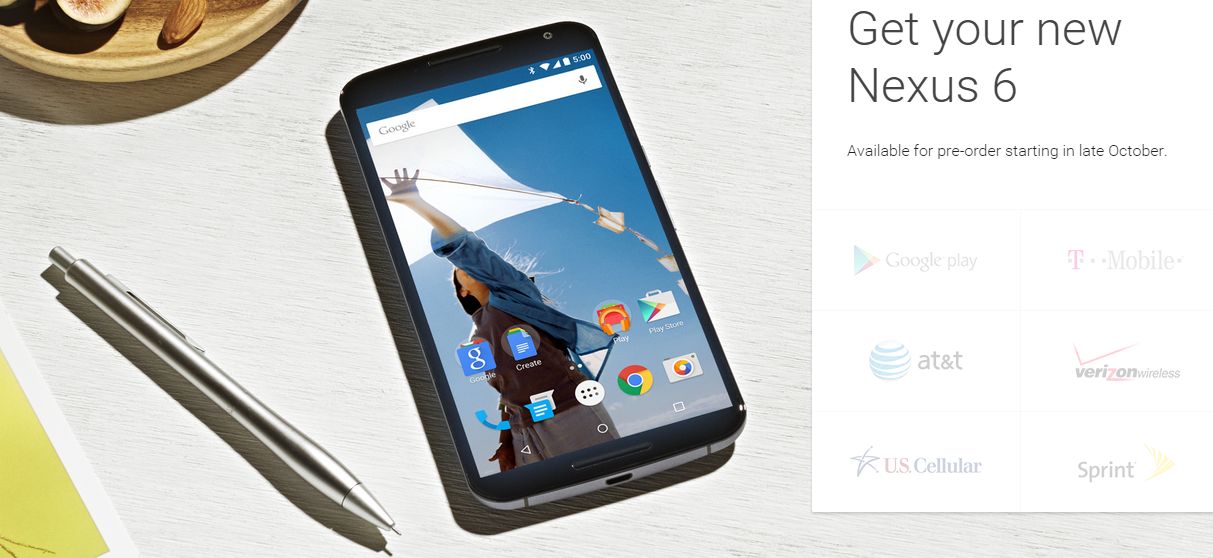 Get your new
Nexus 6
Available for pre-order starting in late October.
5:00
Google
Play
Play Store
Google
Create
Google play
T-Mobile
at&t
verizonwireless
U.S. Cellular
Sprint